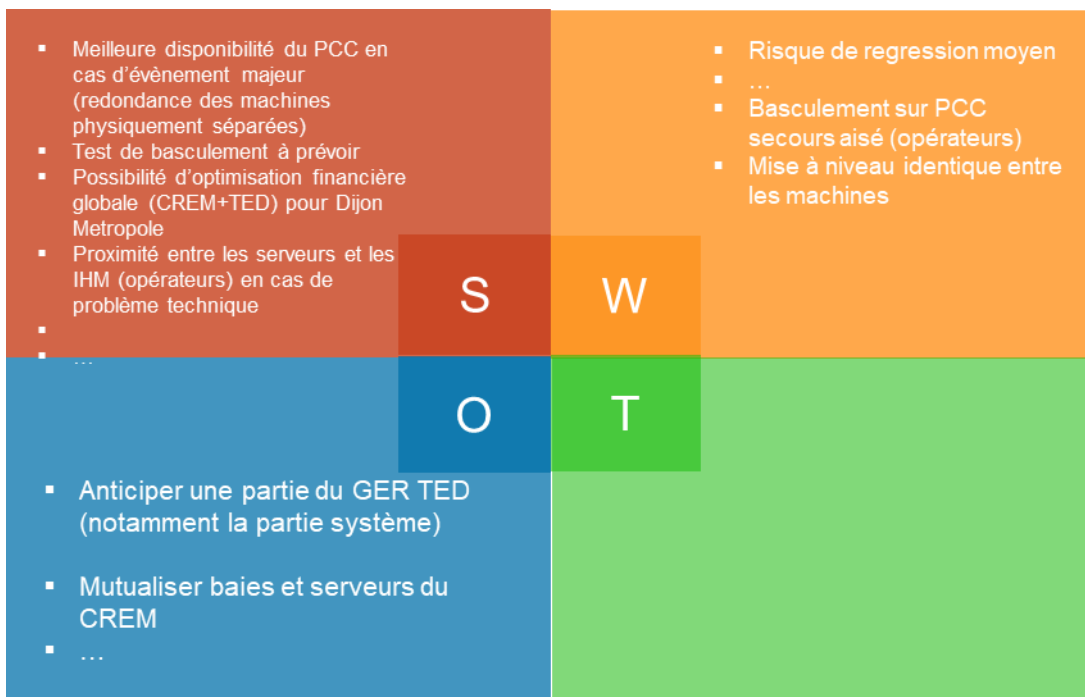 ▪ Meilleure disponibilité du PCC en
cas d’évènement majeur
(redondance des machines
physiquement séparées)
▪ Test de basculement à prévoir
▪ Possibilité d’optimisation financière
globale (CREM+TED) pour Dijon
Metropole
▪ Proximité entre les serveurs et les
IHM (opérateurs) en cas de
problème technique
▪
▪ …
▪ Risque de regression moyen
▪ …
▪ Basculement sur PCC
secours aisé (opérateurs)
▪ Mise à niveau identique entre
les machines
S
W
O
T
▪ Anticiper une partie du GER TED
(notamment la partie système)
▪ Mutualiser baies et serveurs du
CREM
▪ …